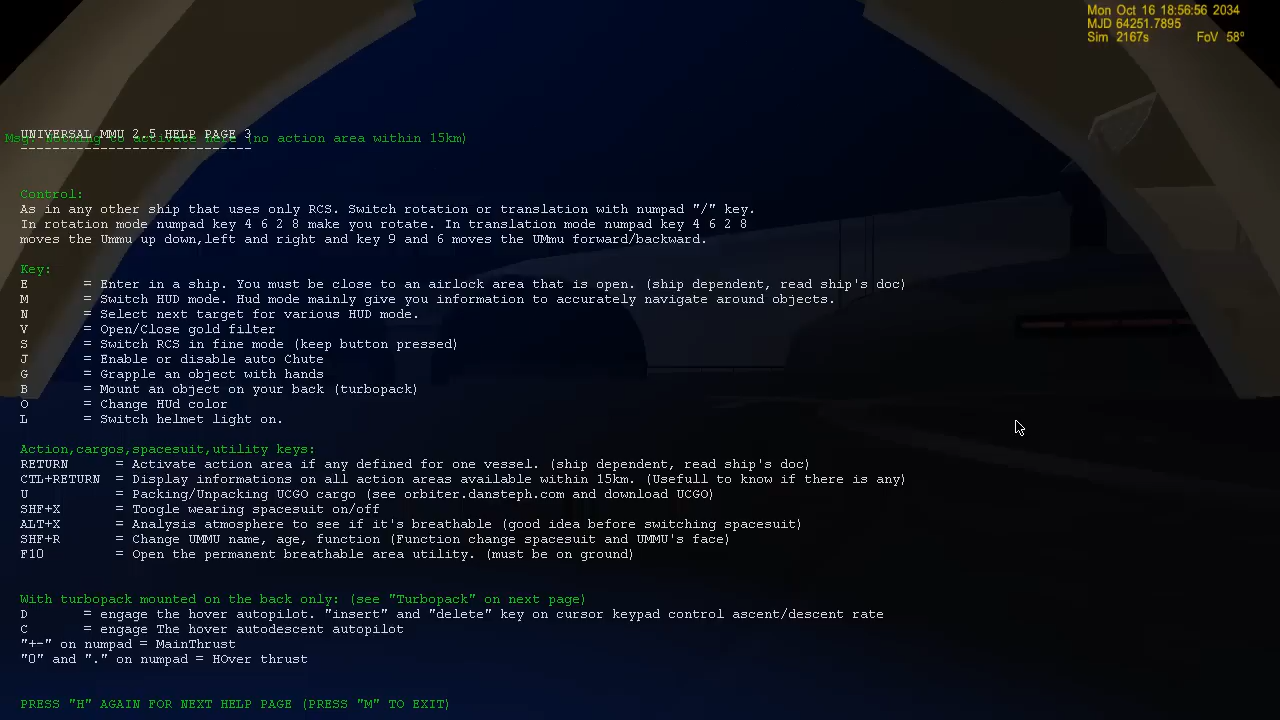 Mon Oct 16 18:56:56 2034
MJD 64251.7895
Sim 2167s FoV 58°
UNIVERSAL MMU 2.5 HELP PAGE 3
Msg: Nothing to activate here (no action area within 15km)
-----------------------------
Control:
As in any other ship that uses only RCS. Switch rotation or translation with numpad "/" key.
In rotation mode numpad key 4 6 2 8 make you rotate. In translation mode numpad key 4 6 2 8
moves the Ummu up down,left and right and key 9 and 6 moves the UMmu forward/backward.
Key:
E = Enter in a ship. You must be close to an airlock area that is open. (ship dependent, read ship's doc)
M = Switch HUD mode. Hud mode mainly give you information to accurately navigate around objects.
N = Select next target for various HUD mode.
V = Open/Close gold filter
S = Switch RCS in fine mode (keep button pressed)
J = Enable or disable auto Chute
G = Grapple an object with hands
B = Mount an object on your back (turbopack)
O = Change HUd color
L = Switch helmet light on.
Action,cargos,spacesuit,utility keys:
RETURN = Activate action area if any defined for one vessel. (ship dependent, read ship's doc)
CTL+RETURN = Display informations on all action areas available within 15km. (Usefull to know if there is any)
U = Packing/Unpacking UCGO cargo (see orbiter.dansteph.com and download UCGO)
SHF+X = Toogle wearing spacesuit on/off
ALT+X = Analysis atmosphere to see if it's breathable (good idea before switching spacesuit)
SHF+R = Change UMMU name, age, function (Function change spacesuit and UMMU's face)
F10 = Open the permanent breathable area utility. (must be on ground)
With turbopack mounted on the back only: (see "Turbopack" on next page)
D = engage the hover autopilot. "insert" and "delete" key on cursor keypad control ascent/descent rate
C = engage The hover autodescent autopilot
"+-" on numpad = MainThrust
"0" and "." on numpad = HOver thrust
PRESS "H" AGAIN FOR NEXT HELP PAGE (PRESS "M" TO EXIT)